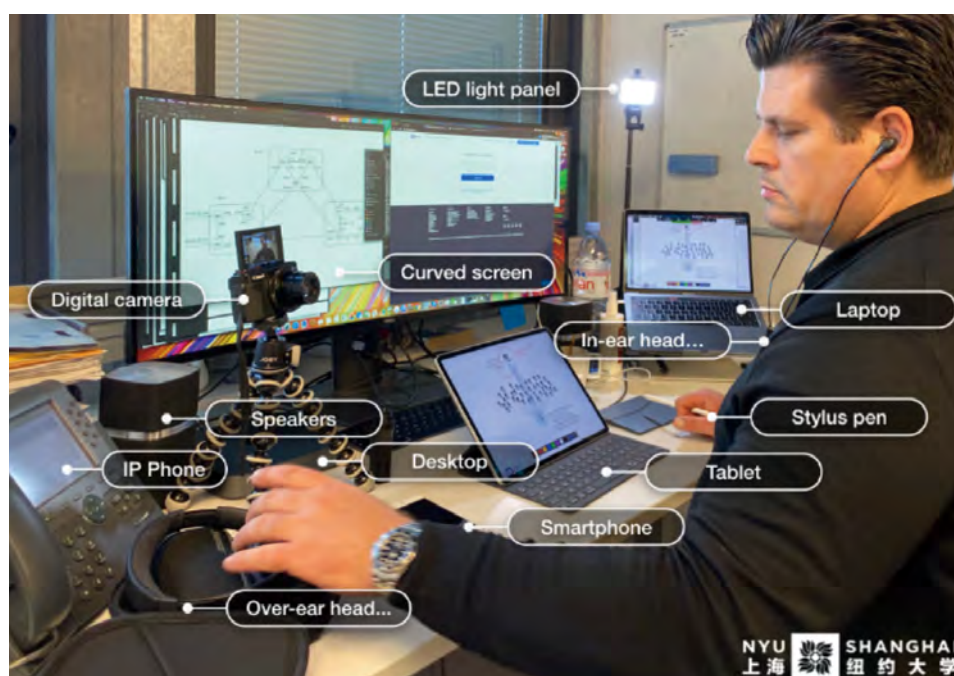 LED light panel
Curved screen
Digital camera
Laptop
In-ear head...
Speakers
Stylus pen
IP Phone
Desktop
Tablet
Smartphone
Over-ear head...
NYU SHANGHAI
上海 纽约大学